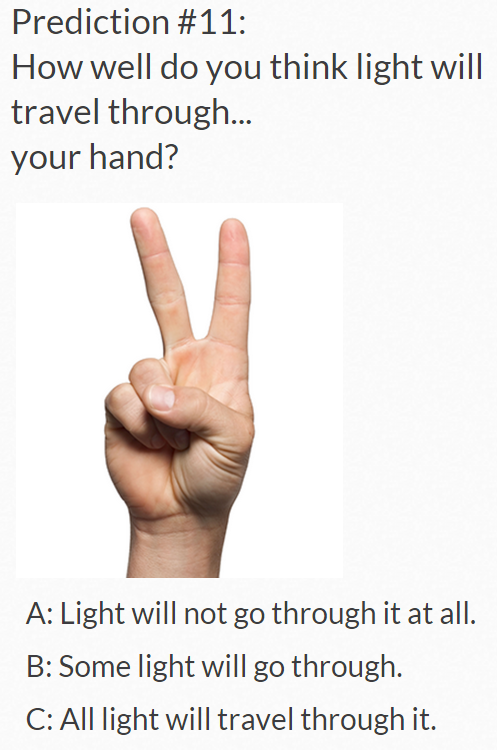 Prediction #11:
How well do you think light will
travel through...
your hand?
A: Light will not go through it at all.
B: Some light will go through.
C: All light will travel through it.